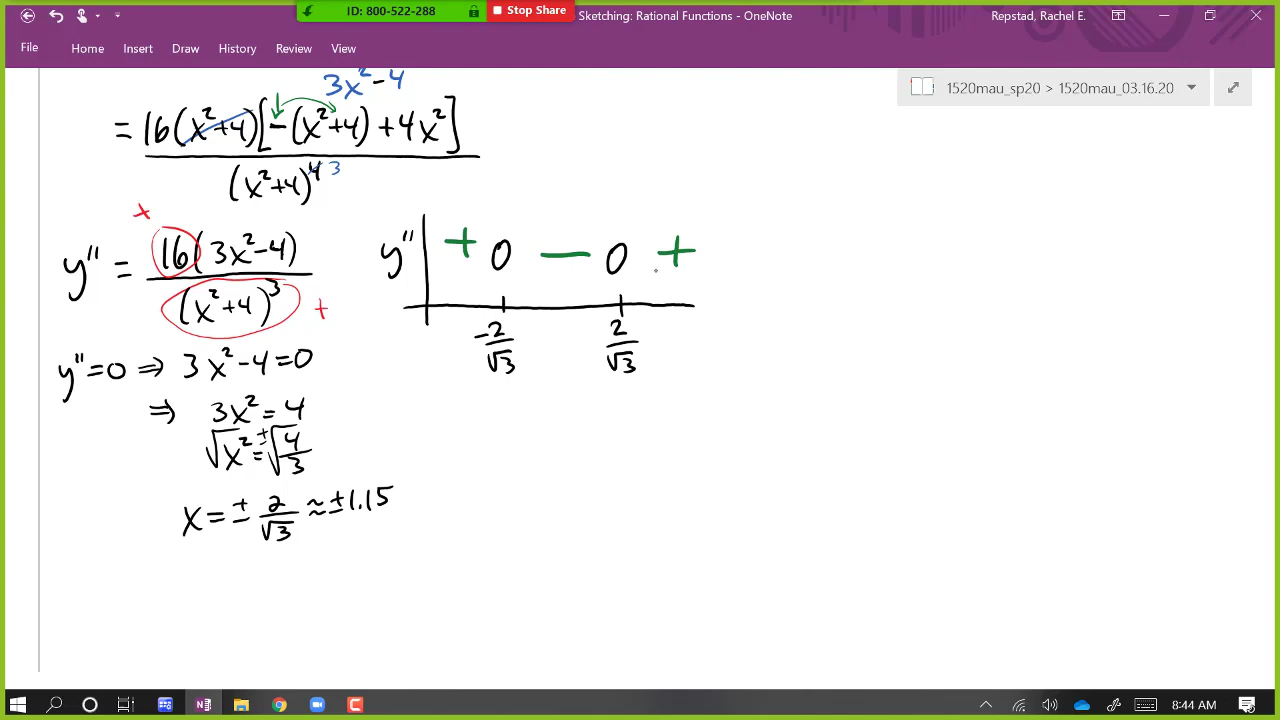 ID: 800-522-288
Stop Share
Sketching: Rational Functions - OneNote
Repstad, Rachel E.
File Home Insert Draw History Review View
1520mau_sp20 > 1520mau_03.16.20
3x²-4
= 16(x²+4)[-(x²+4)+4x²]
(x²+4)⁴ 3
+
y'' = 16(3x²-4)
(x²+4)³ +
y'' + 0 — 0 +
-2/√3 2/√3
y''=0 ⇒ 3x²-4=0
⇒ 3x²=4
√x² = ±√4/3
x = ± 2/√3 ≈ ±1.15
8:44 AM